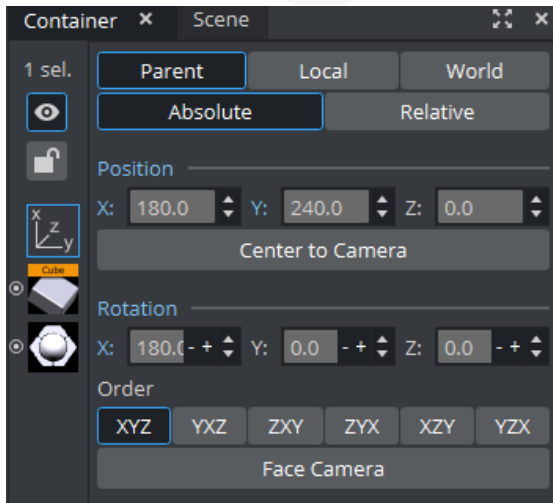 Container × Scene ×
1 sel. Parent Local World
Absolute Relative
Position
X: 180.0 Y: 240.0 Z: 0.0
x z y
Center to Camera
Cube
Rotation
X: 180.0 - + Y: 0.0 - + Z: 0.0 - +
Order
XYZ YXZ ZXY ZYX XZY YZX
Face Camera